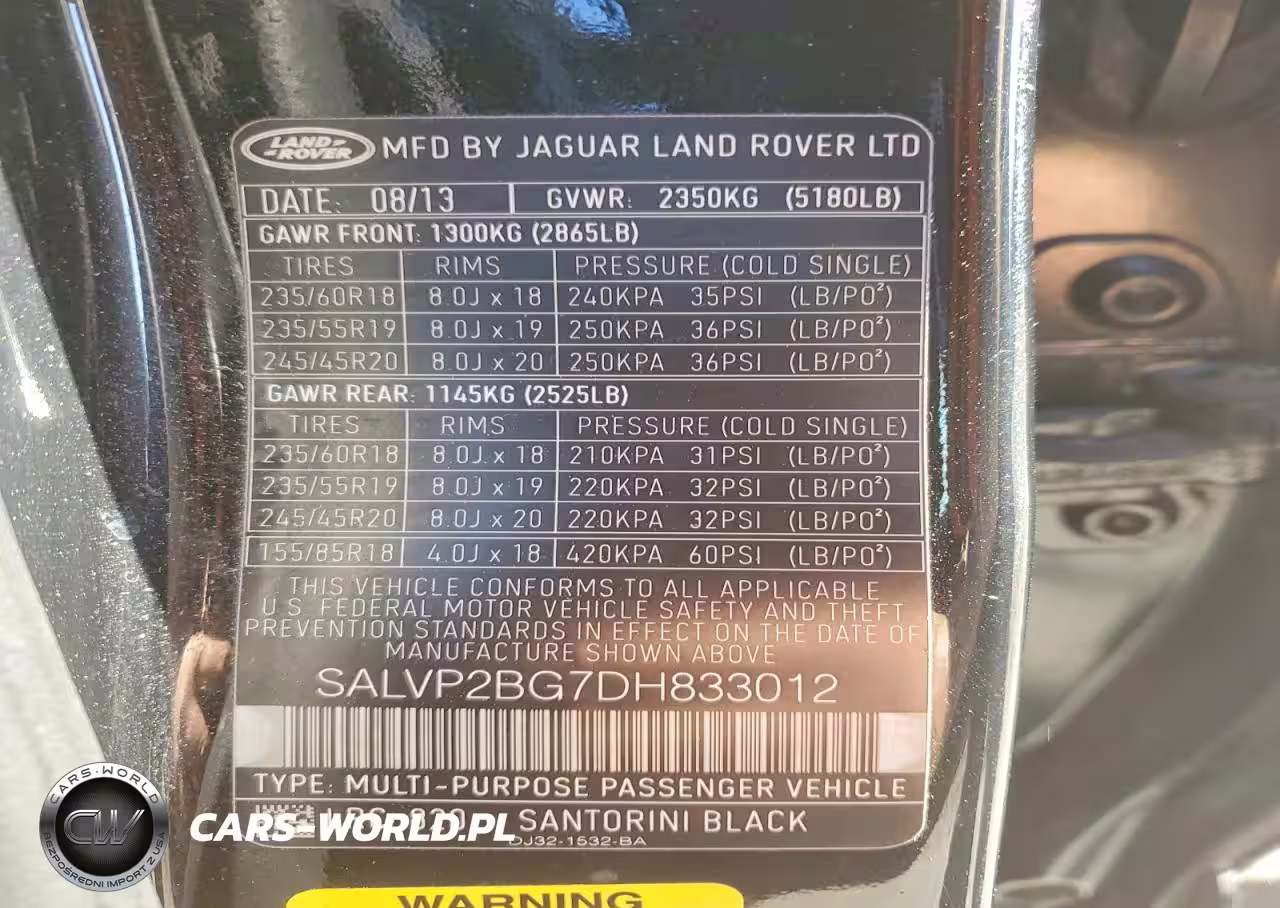 LAND ROVER MFD BY JAGUAR LAND ROVER LTD
DATE: 08/13 GVWR: 2350KG (5180LB)
GAWR FRONT: 1300KG (2865LB)
TIRES RIMS PRESSURE (COLD SINGLE)
235/60R18 8.0J x 18 240KPA 35PSI (LB/PO²)
235/55R19 8.0J x 19 250KPA 36PSI (LB/PO²)
245/45R20 8.0J x 20 250KPA 36PSI (LB/PO²)
GAWR REAR: 1145KG (2525LB)
TIRES RIMS PRESSURE (COLD SINGLE)
235/60R18 8.0J x 18 210KPA 31PSI (LB/PO²)
235/55R19 8.0J x 19 220KPA 32PSI (LB/PO²)
245/45R20 8.0J x 20 220KPA 32PSI (LB/PO²)
155/85R18 4.0J x 18 420KPA 60PSI (LB/PO²)
THIS VEHICLE CONFORMS TO ALL APPLICABLE
U.S. FEDERAL MOTOR VEHICLE SAFETY AND THEFT
PREVENTION STANDARDS IN EFFECT ON THE DATE OF
MANUFACTURE SHOWN ABOVE
SALVP2BG7DH833012
TYPE: MULTI-PURPOSE PASSENGER VEHICLE
SANTORINI BLACK
DJ32-1532-BA
WARNING
CARS-WORLD
CW
BEZPOŚREDNI IMPORT Z USA
CARS-WORLD.PL